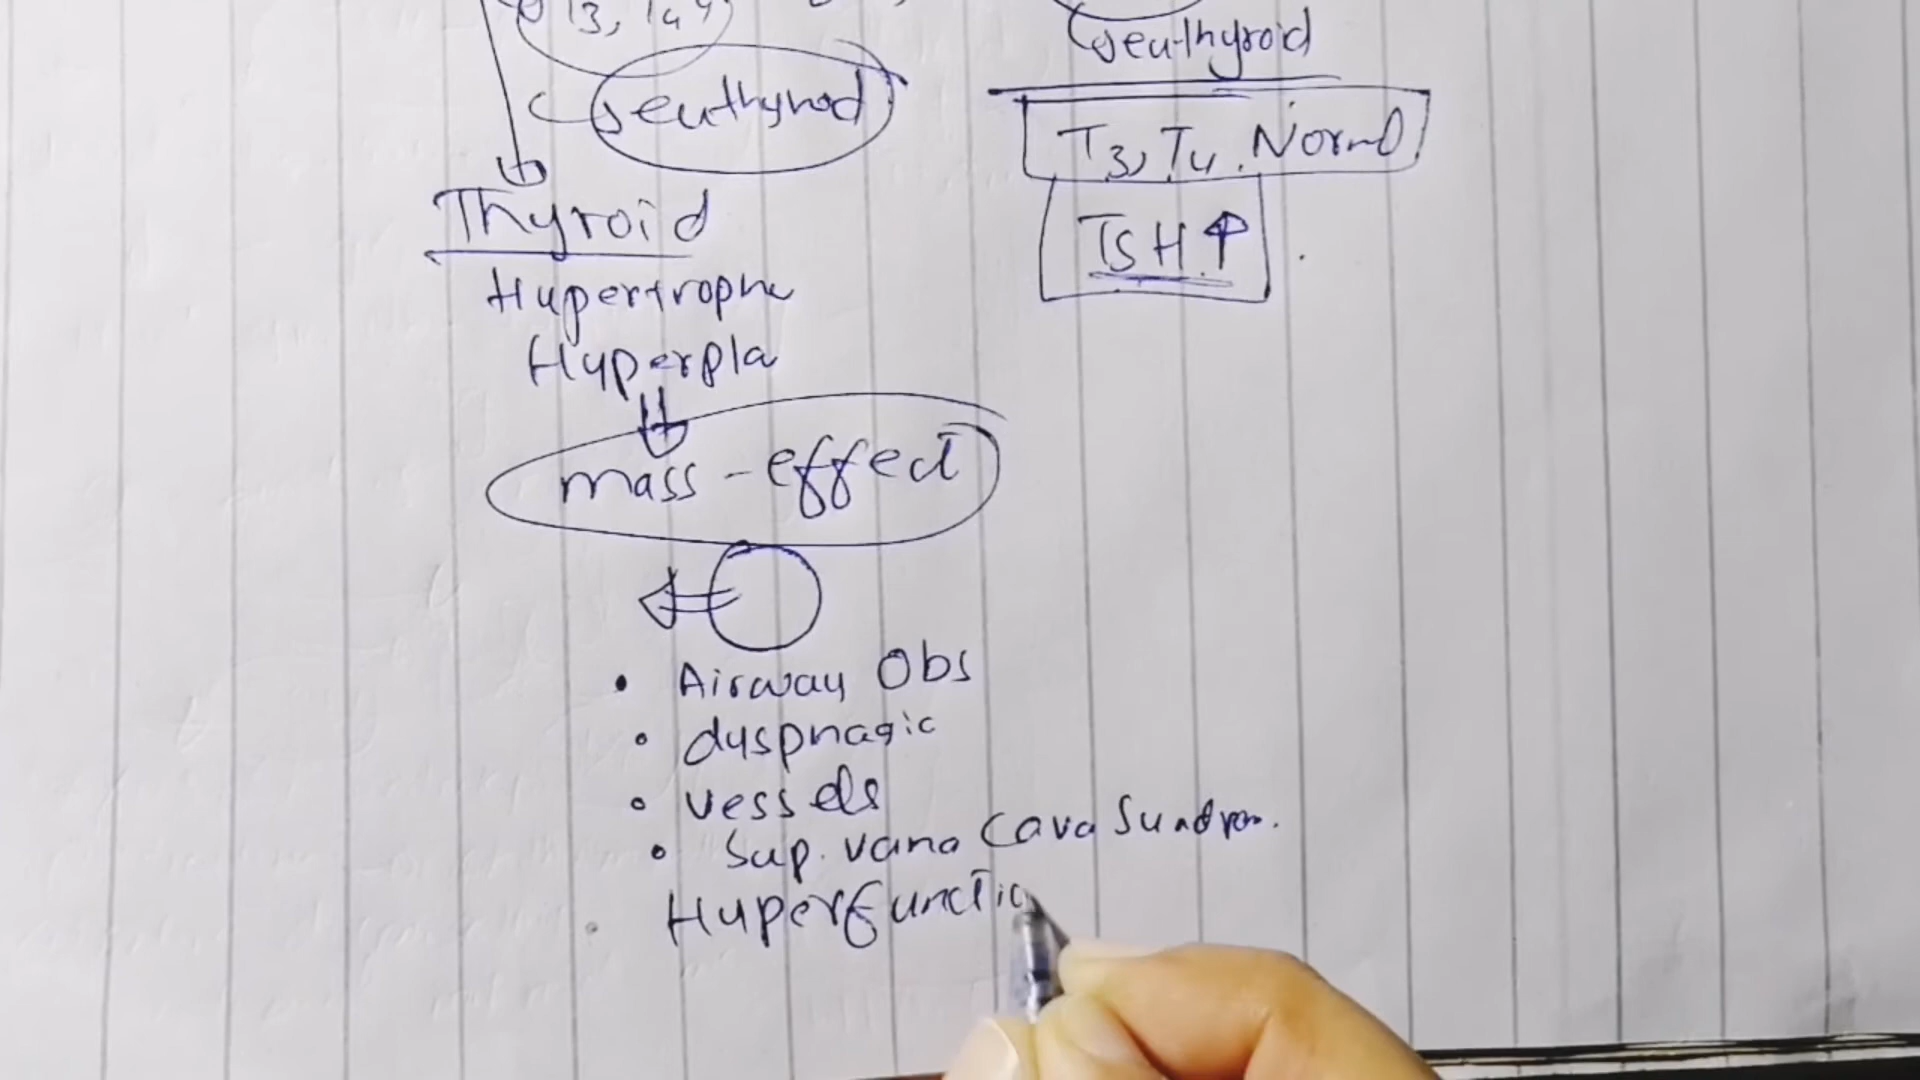 T3, T4
euthyroid
euthyroid
T3, T4. Normal
TSH ↑
Thyroid
Hypertroph
Hyperpla
mass - effect
• Airway Obs
• dysphagic
• vessels
• Sup. vana Cava Syndrom.
Hyperfunctio